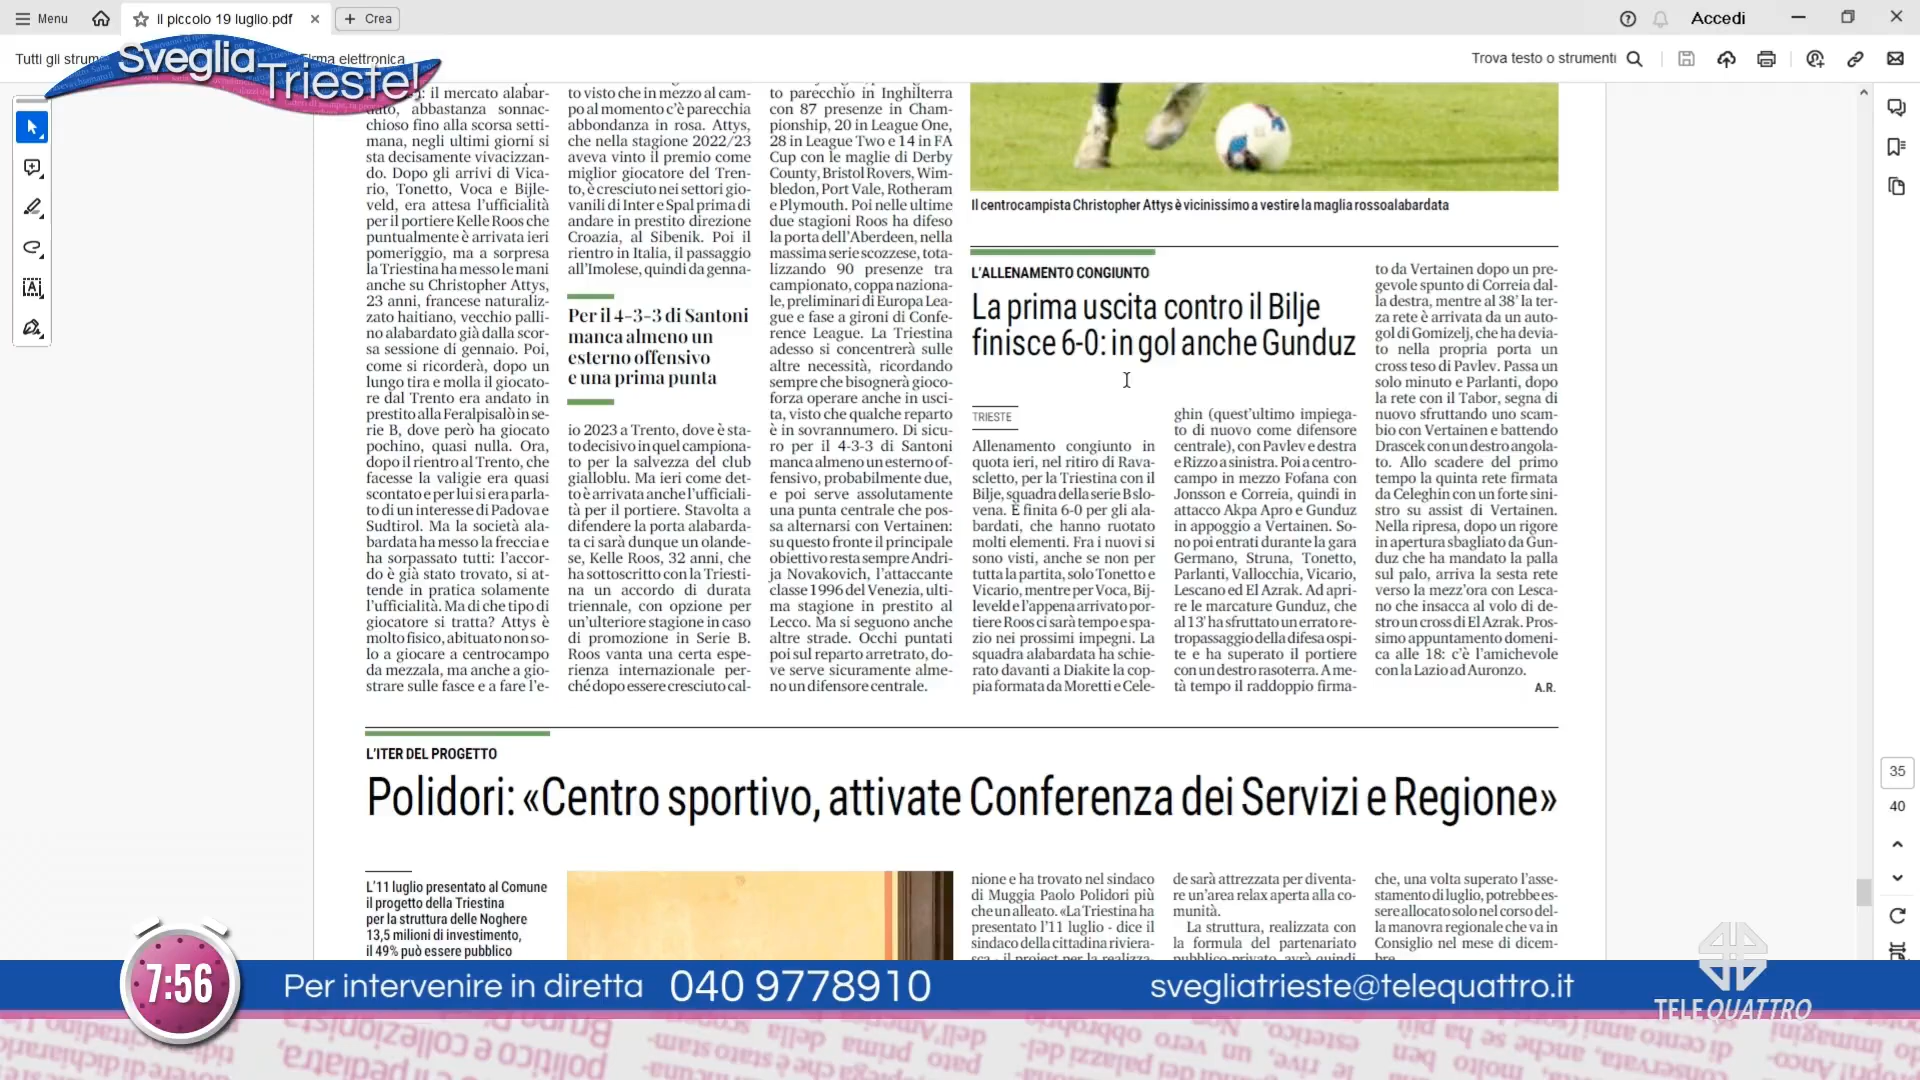 Menu
Il piccolo 19 luglio.pdf
Crea
Accedi
Tutti gli strum
Firma elettronica
Trova testo o strumenti
Sveglia
Trieste!
il mercato alabar-
dato, abbastanza sonnac-
chioso fino alla scorsa setti-
mana, negli ultimi giorni si
sta decisamente vivacizzan-
do. Dopo gli arrivi di Vica-
rio, Tonetto, Voca e Bijle-
veld, era attesa l'ufficialità
per il portiere Kelle Roos che
puntualmente è arrivata ieri
pomeriggio, ma a sorpresa
la Triestina ha messo le mani
anche su Christopher Attys,
23 anni, francese naturaliz-
zato haitiano, vecchio palli-
no alabardato già dalla scor-
sa sessione di gennaio. Poi,
come si ricorderà, dopo un
lungo tira e molla il giocato-
re dal Trento era andato in
prestito alla Feralpisalò in se-
rie B, dove però ha giocato
pochino, quasi nulla. Ora,
dopo il rientro al Trento, che
facesse la valigie era quasi
scontato e per lui si era parla-
to di un interesse di Padova e
Sudtirol. Ma la società ala-
bardata ha messo la freccia e
ha sorpassato tutti: l'accor-
do è già stato trovato, si at-
tende in pratica solamente
l'ufficialità. Ma di che tipo di
giocatore si tratta? Attys è
molto fisico, abituato non so-
lo a giocare a centrocampo
da mezzala, ma anche a gio-
strare sulle fasce e a fare l'e-
to visto che in mezzo al cam-
po al momento c'è parecchia
abbondanza in rosa. Attys,
che nella stagione 2022/23
aveva vinto il premio come
miglior giocatore del Tren-
to, è cresciuto nei settori gio-
vanili di Inter e Spal prima di
andare in prestito direzione
Croazia, al Sibenik. Poi il
rientro in Italia, il passaggio
all'Imolese, quindi da genna-
Per il 4-3-3 di Santoni
manca almeno un
esterno offensivo
e una prima punta
io 2023 a Trento, dove è sta-
to decisivo in quel campiona-
to per la salvezza del club
gialloblu. Ma ieri come det-
to è arrivata anche l'ufficiali-
tà per il portiere. Stavolta a
difendere la porta alabarda-
ta ci sarà dunque un olande-
se, Kelle Roos, 32 anni, che
ha sottoscritto con la Triesti-
na un accordo di durata
triennale, con opzione per
un'ulteriore stagione in caso
di promozione in Serie B.
Roos vanta una certa espe-
rienza internazionale per-
ché dopo essere cresciuto cal-
to parecchio in Inghilterra
con 87 presenze in Cham-
pionship, 20 in League One,
28 in League Two e 14 in FA
Cup con le maglie di Derby
County, Bristol Rovers, Wim-
bledon, Port Vale, Rotheram
e Plymouth. Poi nelle ultime
due stagioni Roos ha difeso
la porta dell'Aberdeen, nella
massima serie scozzese, tota-
lizzando 90 presenze tra
campionato, coppa naziona-
le, preliminari di Europa Lea-
gue e fase a gironi di Confe-
rence League. La Triestina
adesso si concentrerà sulle
altre necessità, ricordando
sempre che bisognerà gioco-
forza operare anche in usci-
ta, visto che qualche reparto
è in sovrannumero. Di sicu-
ro per il 4-3-3 di Santoni
manca almeno un esterno of-
fensivo, probabilmente due,
e poi serve assolutamente
una punta centrale che pos-
sa alternarsi con Vertainen:
su questo fronte il principale
obiettivo resta sempre Andri-
ja Novakovich, l'attaccante
classe 1996 del Venezia, ulti-
ma stagione in prestito al
Lecco. Ma si seguono anche
altre strade. Occhi puntati
poi sul reparto arretrato, do-
ve serve sicuramente alme-
no un difensore centrale.
Il centrocampista Christopher Attys è vicinissimo a vestire la maglia rossoalabardata
L'ALLENAMENTO CONGIUNTO
La prima uscita contro il Bilje
finisce 6-0: in gol anche Gunduz
TRIESTE
Allenamento congiunto in
quota ieri, nel ritiro di Rava-
scletto, per la Triestina con il
Bilje, squadra della serie B slo-
vena. È finita 6-0 per gli ala-
bardati, che hanno ruotato
molti elementi. Fra i nuovi si
sono visti, anche se non per
tutta la partita, solo Tonetto e
Vicario, mentre per Voca, Bij-
leveld e l'appena arrivato por-
tiere Roos ci sarà tempo e spa-
zio nei prossimi impegni. La
squadra alabardata ha schie-
rato davanti a Diakite la cop-
pia formata da Moretti e Cele-
ghin (quest'ultimo impiega-
to di nuovo come difensore
centrale), con Pavlev e destra
e Rizzo a sinistra. Poi a centro-
campo in mezzo Fofana con
Jonsson e Correia, quindi in
attacco Akpa Apro e Gunduz
in appoggio a Vertainen. So-
no poi entrati durante la gara
Germano, Struna, Tonetto,
Parlanti, Vallocchia, Vicario,
Lescano ed El Azrak. Ad apri-
re le marcature Gunduz, che
al 13' ha sfruttato un errato re-
tropassaggio della difesa ospi-
te e ha superato il portiere
con un destro rasoterra. A me-
tà tempo il raddoppio firma-
to da Vertainen dopo un pre-
gevole spunto di Correia dal-
la destra, mentre al 38' la ter-
za rete è arrivata da un auto-
gol di Gomizelj, che ha devia-
to nella propria porta un
cross teso di Pavlev. Passa un
solo minuto e Parlanti, dopo
la rete con il Tabor, segna di
nuovo sfruttando uno scam-
bio con Vertainen e battendo
Drascek con un destro angola-
to. Allo scadere del primo
tempo la quinta rete firmata
da Celeghin con un forte sini-
stro su assist di Vertainen.
Nella ripresa, dopo un rigore
in apertura sbagliato da Gun-
duz che ha mandato la palla
sul palo, arriva la sesta rete
verso la mezz'ora con Lesca-
no che insacca al volo di de-
stro un cross di El Azrak. Pros-
simo appuntamento domeni-
ca alle 18: c'è l'amichevole
con la Lazio ad Auronzo.
A.R.
L'ITER DEL PROGETTO
Polidori: «Centro sportivo, attivate Conferenza dei Servizi e Regione»
L'11 luglio presentato al Comune
il progetto della Triestina
per la struttura delle Noghere
13,5 milioni di investimento,
il 49% può essere pubblico
nione e ha trovato nel sindaco
di Muggia Paolo Polidori più
che un alleato. «La Triestina ha
presentato l'11 luglio - dice il
sindaco della cittadina riviera-
sca - il project per la realizza-
de sarà attrezzata per diventa-
re un'area relax aperta alla co-
munità.
La struttura, realizzata con
la formula del partenariato
pubblico-privato, avrà quindi
che, una volta superato l'asse-
stamento di luglio, potrebbe es-
sere allocato solo nel corso del-
la manovra regionale che va in
Consiglio nel mese di dicem-
bre.
35
40
7:56
Per intervenire in diretta 040 9778910
svegliatrieste@telequattro.it
TELEQUATTRO